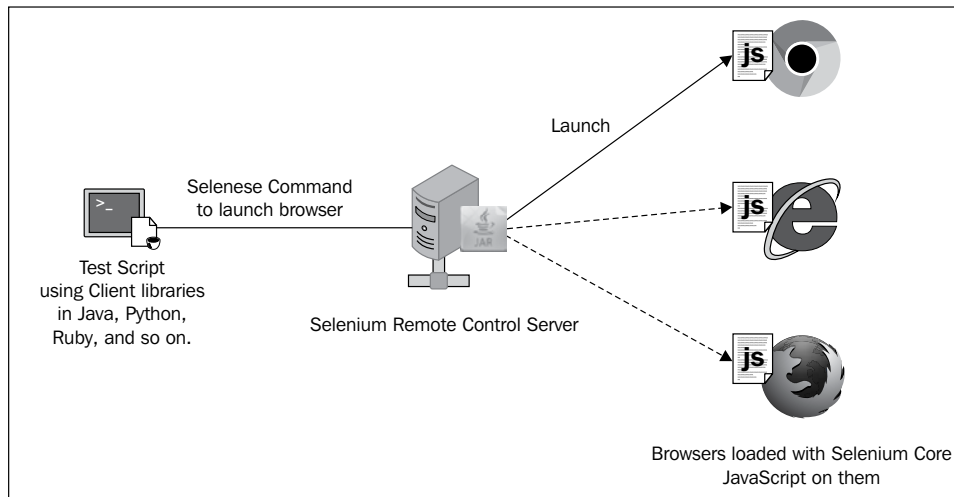 js
Launch
Selenese Command
to launch browser
>_
js
JAR
Test Script
using Client libraries
in Java, Python,
Ruby, and so on.
Selenium Remote Control Server
js
Browsers loaded with Selenium Core
JavaScript on them